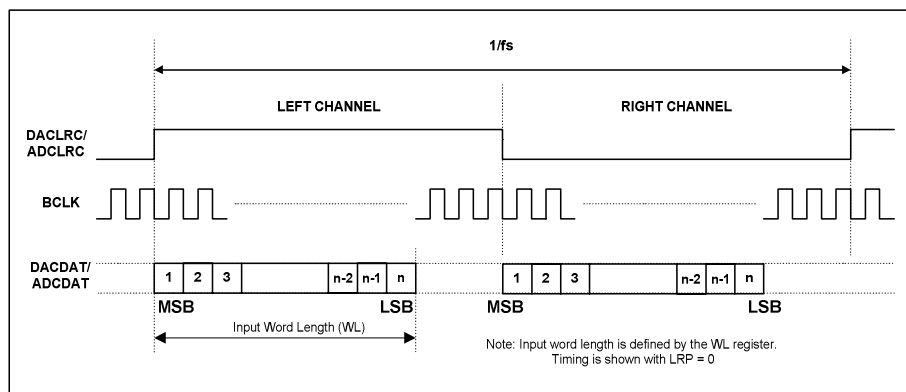 1/fs
LEFT CHANNEL RIGHT CHANNEL
DACLRC/
ADCLRC
BCLK
DACDAT/
ADCDAT
1 2 3 n-2 n-1 n 1 2 3 n-2 n-1 n
MSB LSB MSB LSB
Input Word Length (WL)
Note: Input word length is defined by the WL register.
Timing is shown with LRP = 0